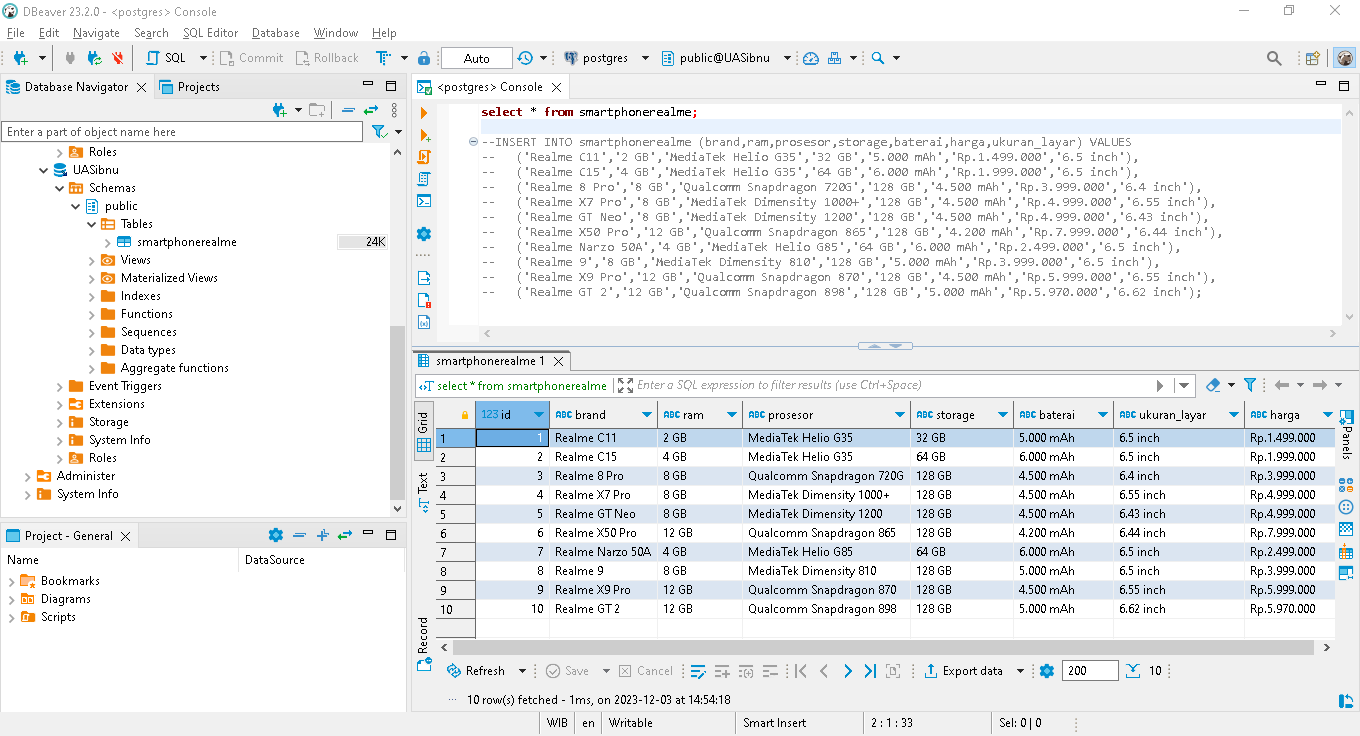 DBeaver 23.2.0 - <postgres> Console
File Edit Navigate Search SQL Editor Database Window Help
SQL Commit Rollback Auto postgres public@UASibnu
Database Navigator Projects
Enter a part of object name here
Roles
UASibnu
Schemas
public
Tables
smartphonerealme 24K
Views
Materialized Views
Indexes
Functions
Sequences
Data types
Aggregate functions
Event Triggers
Extensions
Storage
System Info
Roles
Administer
System Info
Project - General
Name DataSource
Bookmarks
Diagrams
Scripts
<postgres> Console
select * from smartphonerealme;
--INSERT INTO smartphonerealme (brand,ram,prosesor,storage,baterai,harga,ukuran_layar) VALUES
-- ('Realme C11','2 GB','MediaTek Helio G35','32 GB','5.000 mAh','Rp.1.499.000','6.5 inch'),
-- ('Realme C15','4 GB','MediaTek Helio G35','64 GB','6.000 mAh','Rp.1.999.000','6.5 inch'),
-- ('Realme 8 Pro','8 GB','Qualcomm Snapdragon 720G','128 GB','4.500 mAh','Rp.3.999.000','6.4 inch'),
-- ('Realme X7 Pro','8 GB','MediaTek Dimensity 1000+','128 GB','4.500 mAh','Rp.4.999.000','6.55 inch'),
-- ('Realme GT Neo','8 GB','MediaTek Dimensity 1200','128 GB','4.500 mAh','Rp.4.999.000','6.43 inch'),
-- ('Realme X50 Pro','12 GB','Qualcomm Snapdragon 865','128 GB','4.200 mAh','Rp.7.999.000','6.44 inch'),
-- ('Realme Narzo 50A','4 GB','MediaTek Helio G85','64 GB','6.000 mAh','Rp.2.499.000','6.5 inch'),
-- ('Realme 9','8 GB','MediaTek Dimensity 810','128 GB','5.000 mAh','Rp.3.999.000','6.5 inch'),
-- ('Realme X9 Pro','12 GB','Qualcomm Snapdragon 870','128 GB','4.500 mAh','Rp.5.999.000','6.55 inch'),
-- ('Realme GT 2','12 GB','Qualcomm Snapdragon 898','128 GB','5.000 mAh','Rp.5.970.000','6.62 inch');
smartphonerealme 1
select * from smartphonerealme Enter a SQL expression to filter results (use Ctrl+Space)
Grid
Text
Record
123 id ABC brand ABC ram ABC prosesor ABC storage ABC baterai ABC ukuran_layar ABC harga
1 1 Realme C11 2 GB MediaTek Helio G35 32 GB 5.000 mAh 6.5 inch Rp.1.499.000
2 2 Realme C15 4 GB MediaTek Helio G35 64 GB 6.000 mAh 6.5 inch Rp.1.999.000
3 3 Realme 8 Pro 8 GB Qualcomm Snapdragon 720G 128 GB 4.500 mAh 6.4 inch Rp.3.999.000
4 4 Realme X7 Pro 8 GB MediaTek Dimensity 1000+ 128 GB 4.500 mAh 6.55 inch Rp.4.999.000
5 5 Realme GT Neo 8 GB MediaTek Dimensity 1200 128 GB 4.500 mAh 6.43 inch Rp.4.999.000
6 6 Realme X50 Pro 12 GB Qualcomm Snapdragon 865 128 GB 4.200 mAh 6.44 inch Rp.7.999.000
7 7 Realme Narzo 50A 4 GB MediaTek Helio G85 64 GB 6.000 mAh 6.5 inch Rp.2.499.000
8 8 Realme 9 8 GB MediaTek Dimensity 810 128 GB 5.000 mAh 6.5 inch Rp.3.999.000
9 9 Realme X9 Pro 12 GB Qualcomm Snapdragon 870 128 GB 4.500 mAh 6.55 inch Rp.5.999.000
10 10 Realme GT 2 12 GB Qualcomm Snapdragon 898 128 GB 5.000 mAh 6.62 inch Rp.5.970.000
Panels
Refresh Save Cancel Export data 200 10
10 row(s) fetched - 1ms, on 2023-12-03 at 14:54:18
WIB en Writable Smart Insert 2 : 1 : 33 Sel: 0 | 0